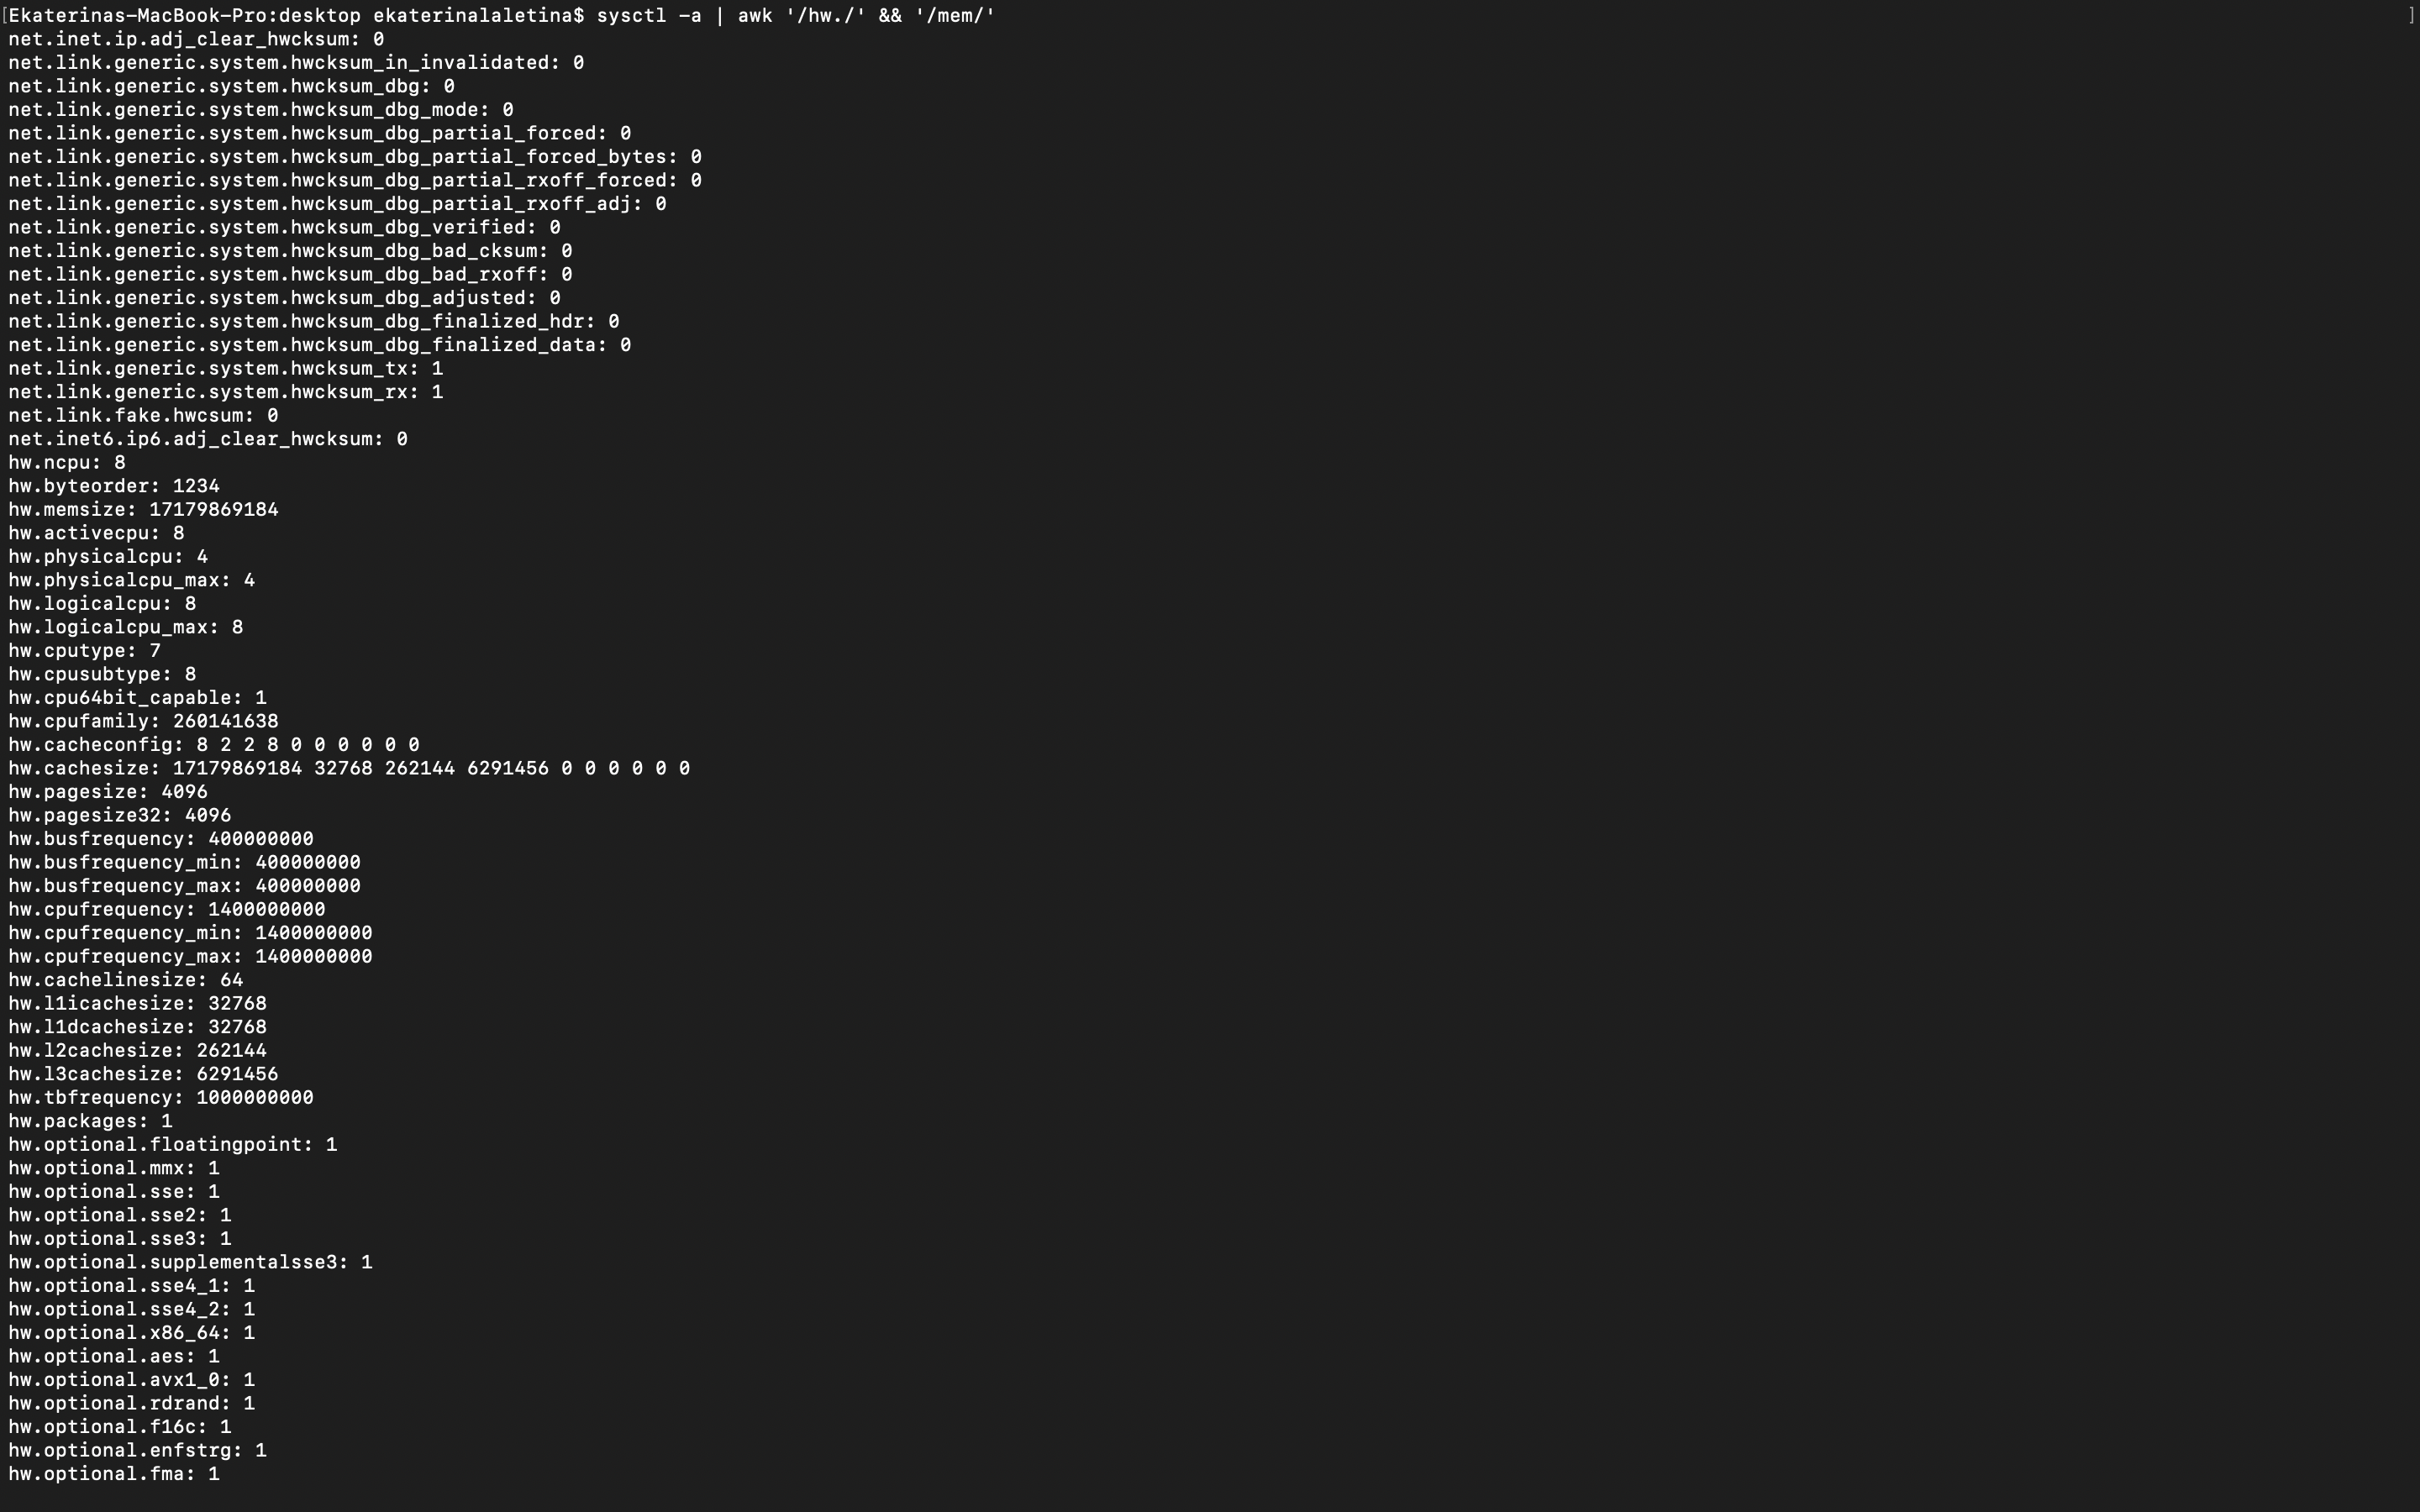 [Ekaterinas-MacBook-Pro:desktop ekaterinalaletina$ sysctl -a | awk '/hw./' && '/mem/' ]
net.inet.ip.adj_clear_hwcksum: 0
net.link.generic.system.hwcksum_in_invalidated: 0
net.link.generic.system.hwcksum_dbg: 0
net.link.generic.system.hwcksum_dbg_mode: 0
net.link.generic.system.hwcksum_dbg_partial_forced: 0
net.link.generic.system.hwcksum_dbg_partial_forced_bytes: 0
net.link.generic.system.hwcksum_dbg_partial_rxoff_forced: 0
net.link.generic.system.hwcksum_dbg_partial_rxoff_adj: 0
net.link.generic.system.hwcksum_dbg_verified: 0
net.link.generic.system.hwcksum_dbg_bad_cksum: 0
net.link.generic.system.hwcksum_dbg_bad_rxoff: 0
net.link.generic.system.hwcksum_dbg_adjusted: 0
net.link.generic.system.hwcksum_dbg_finalized_hdr: 0
net.link.generic.system.hwcksum_dbg_finalized_data: 0
net.link.generic.system.hwcksum_tx: 1
net.link.generic.system.hwcksum_rx: 1
net.link.fake.hwcsum: 0
net.inet6.ip6.adj_clear_hwcksum: 0
hw.ncpu: 8
hw.byteorder: 1234
hw.memsize: 17179869184
hw.activecpu: 8
hw.physicalcpu: 4
hw.physicalcpu_max: 4
hw.logicalcpu: 8
hw.logicalcpu_max: 8
hw.cputype: 7
hw.cpusubtype: 8
hw.cpu64bit_capable: 1
hw.cpufamily: 260141638
hw.cacheconfig: 8 2 2 8 0 0 0 0 0 0
hw.cachesize: 17179869184 32768 262144 6291456 0 0 0 0 0 0
hw.pagesize: 4096
hw.pagesize32: 4096
hw.busfrequency: 400000000
hw.busfrequency_min: 400000000
hw.busfrequency_max: 400000000
hw.cpufrequency: 1400000000
hw.cpufrequency_min: 1400000000
hw.cpufrequency_max: 1400000000
hw.cachelinesize: 64
hw.l1icachesize: 32768
hw.l1dcachesize: 32768
hw.l2cachesize: 262144
hw.l3cachesize: 6291456
hw.tbfrequency: 1000000000
hw.packages: 1
hw.optional.floatingpoint: 1
hw.optional.mmx: 1
hw.optional.sse: 1
hw.optional.sse2: 1
hw.optional.sse3: 1
hw.optional.supplementalsse3: 1
hw.optional.sse4_1: 1
hw.optional.sse4_2: 1
hw.optional.x86_64: 1
hw.optional.aes: 1
hw.optional.avx1_0: 1
hw.optional.rdrand: 1
hw.optional.f16c: 1
hw.optional.enfstrg: 1
hw.optional.fma: 1